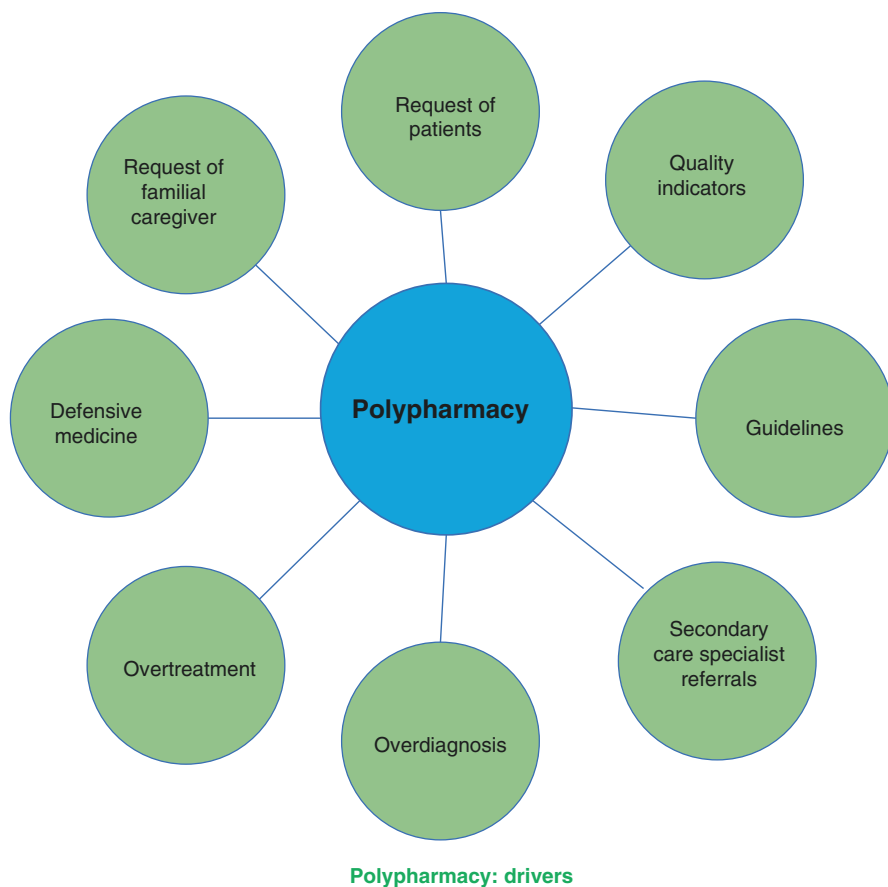 Request of
patients
Quality
indicators
Guidelines
Secondary
care specialist
referrals
Overdiagnosis
Overtreatment
Defensive
medicine
Request of
familial
caregiver
Polypharmacy
Polypharmacy: drivers